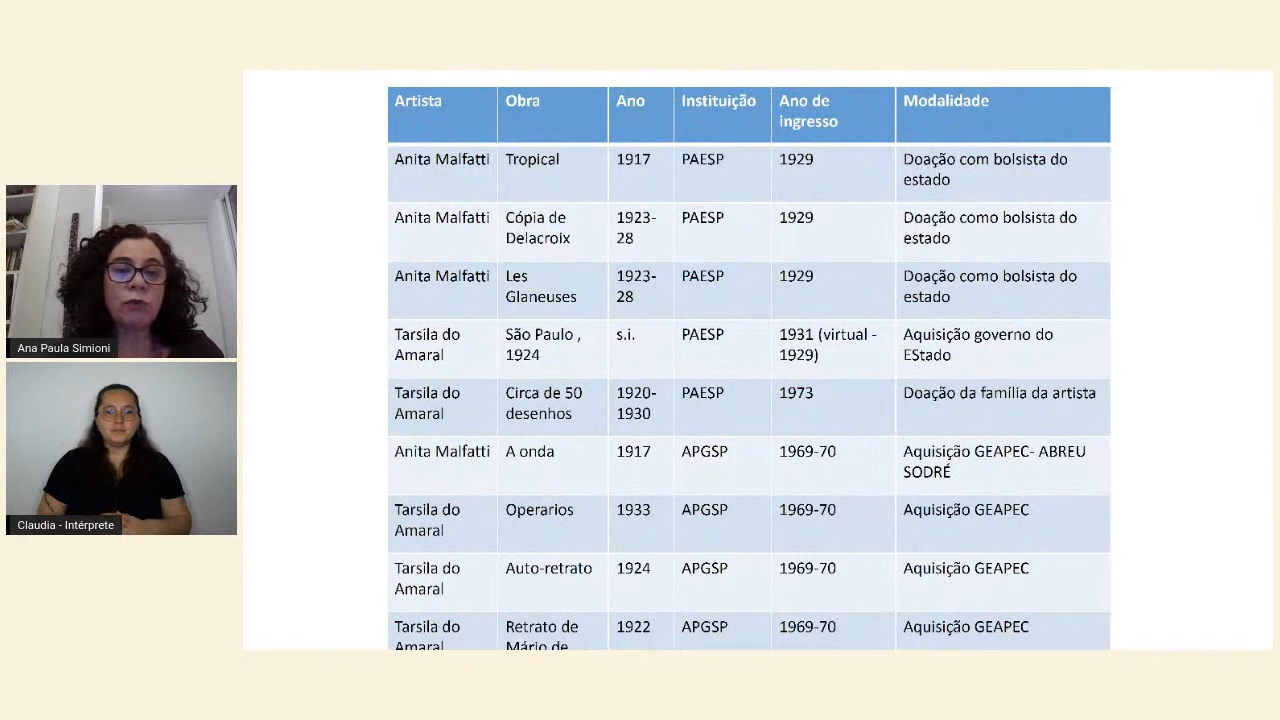 Artista Obra Ano Instituição Ano de
ingresso Modalidade
Anita Malfatti Tropical 1917 PAESP 1929 Doação com bolsista do
estado
Anita Malfatti Cópia de
Delacroix 1923-
28 PAESP 1929 Doação como bolsista do
estado
Anita Malfatti Les
Glaneuses 1923-
28 PAESP 1929 Doação como bolsista do
estado
Tarsila do
Amaral São Paulo ,
1924 s.i. PAESP 1931 (virtual -
1929) Aquisição governo do
EStado
Tarsila do
Amaral Circa de 50
desenhos 1920-
1930 PAESP 1973 Doação da família da artista
Anita Malfatti A onda 1917 APGSP 1969-70 Aquisição GEAPEC- ABREU
SODRÉ
Tarsila do
Amaral Operarios 1933 APGSP 1969-70 Aquisição GEAPEC
Tarsila do
Amaral Auto-retrato 1924 APGSP 1969-70 Aquisição GEAPEC
Tarsila do
Amaral Retrato de
Mário de 1922 APGSP 1969-70 Aquisição GEAPEC
Ana Paula Simioni
Claudia - Intérprete